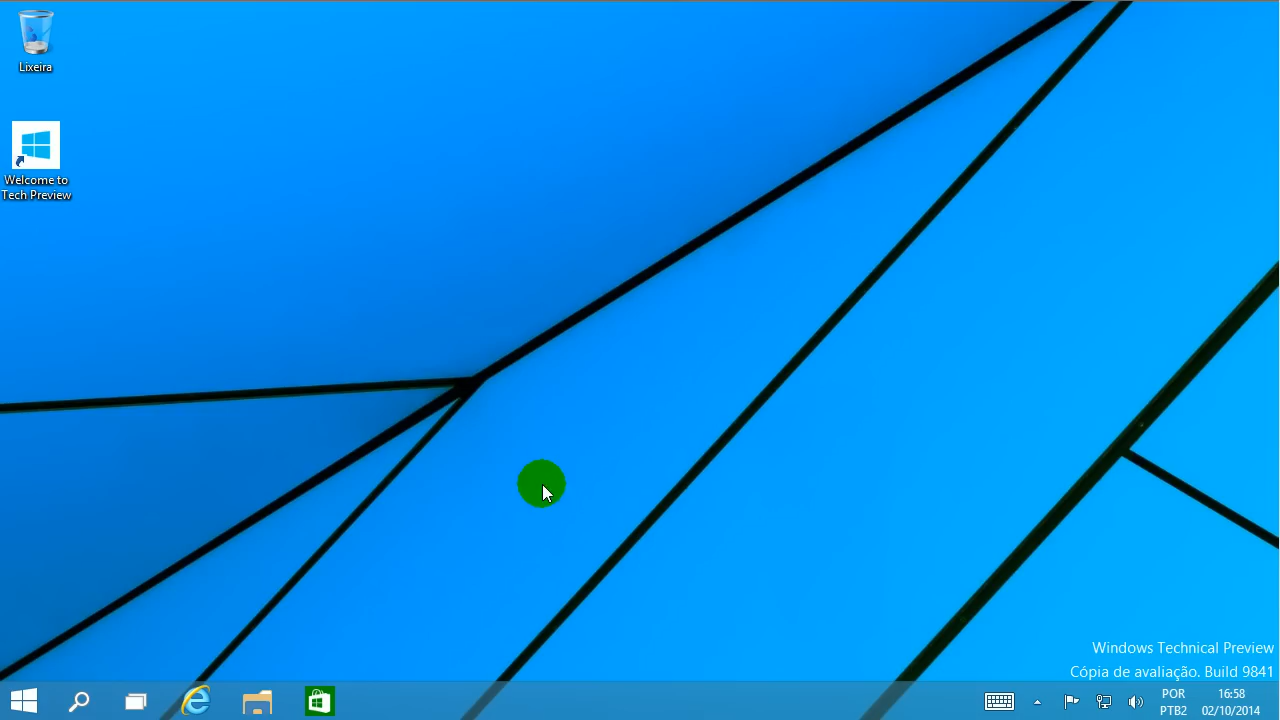 Lixeira
Welcome to
Tech Preview
Windows Technical Preview
Cópia de avaliação. Build 9841
POR
PTB2
16:58
02/10/2014